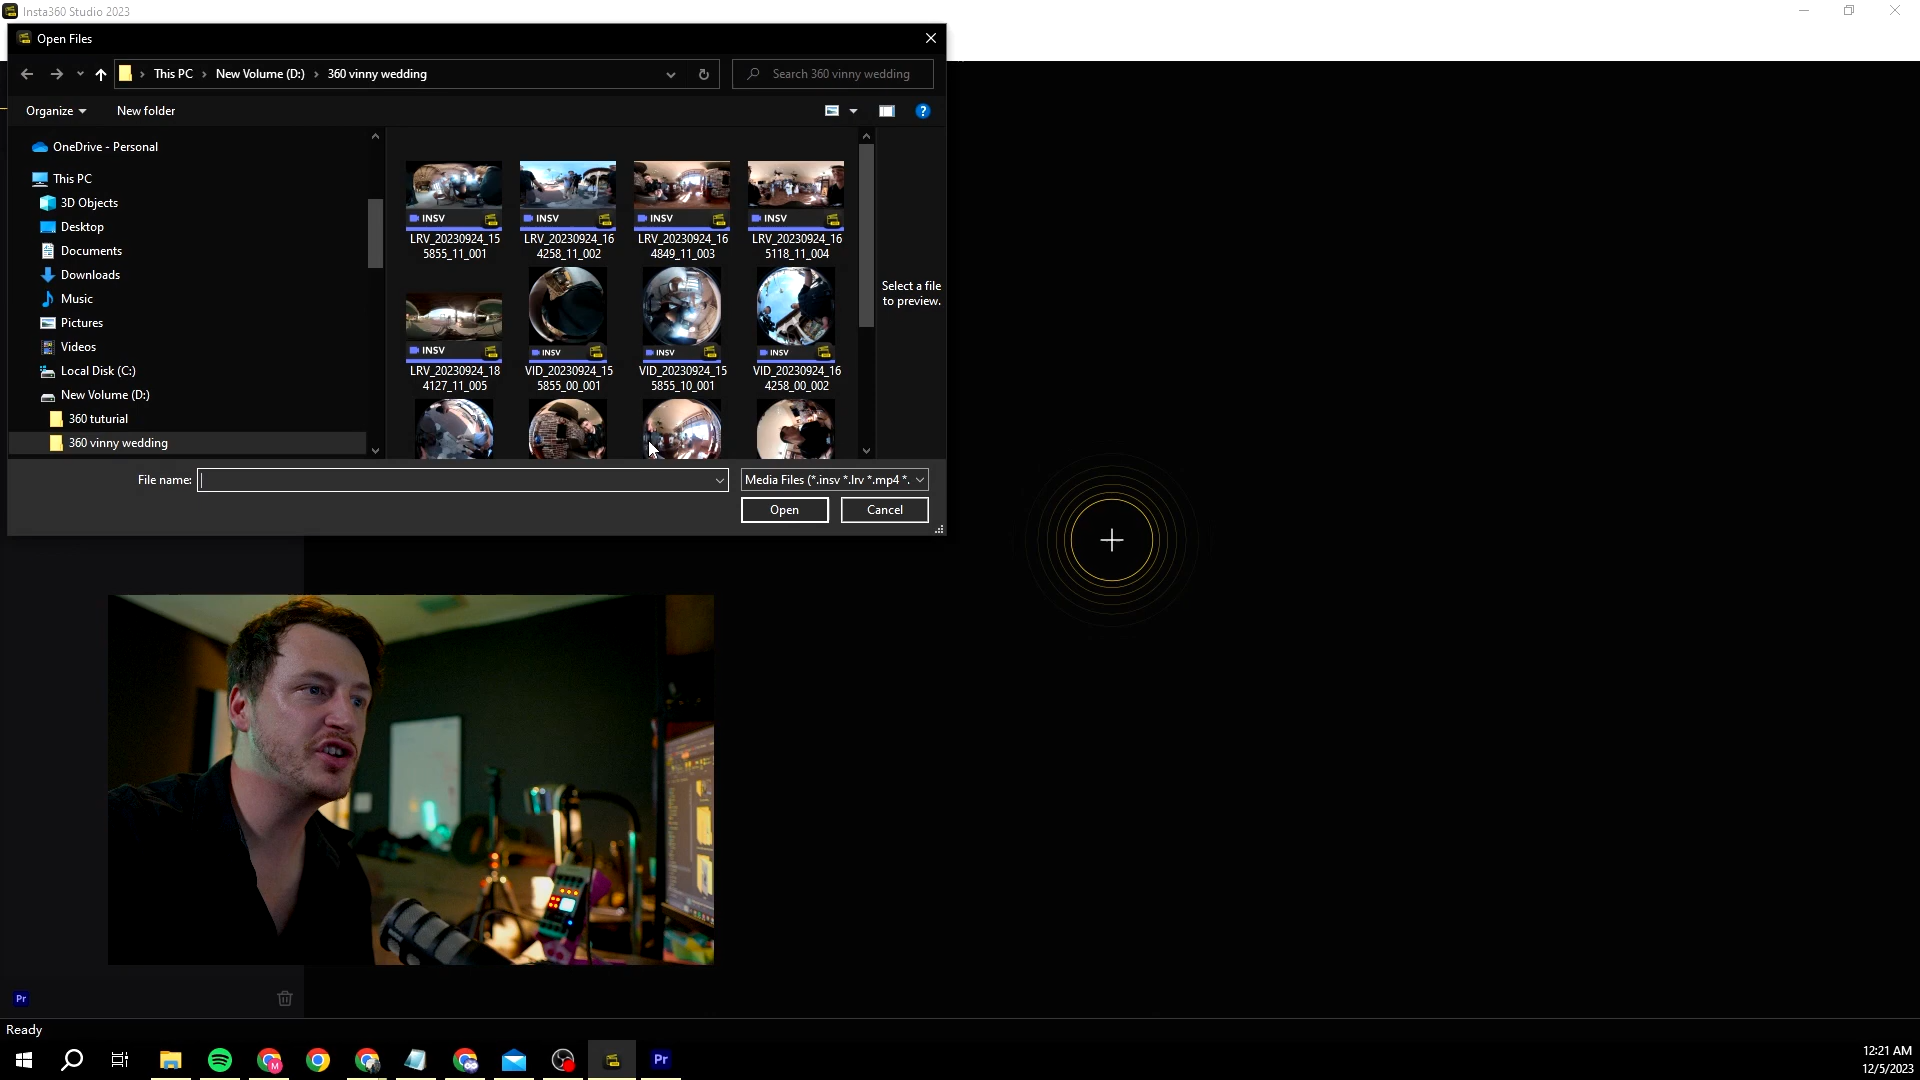 Insta360 Studio 2023
Open Files
This PC
New Volume (D:)
360 vinny wedding
Search 360 vinny wedding
Organize
New folder
?
OneDrive - Personal
This PC
3D Objects
Desktop
Documents
Downloads
Music
Pictures
Videos
Local Disk (C:)
New Volume (D:)
360 tuturial
360 vinny wedding
INSV
INSV
INSV
INSV
LRV_20230924_15
5855_11_001
LRV_20230924_16
4258_11_002
LRV_20230924_16
4849_11_003
LRV_20230924_16
5118_11_004
INSV
INSV
INSV
INSV
LRV_20230924_18
4127_11_005
VID_20230924_15
5855_00_001
VID_20230924_15
5855_10_001
VID_20230924_16
4258_00_002
Select a file
to preview.
File name:
Media Files (*.insv *.lrv *.mp4 *.
Open
Cancel
Pr
Ready
M
Pr
12:21 AM
12/5/2023